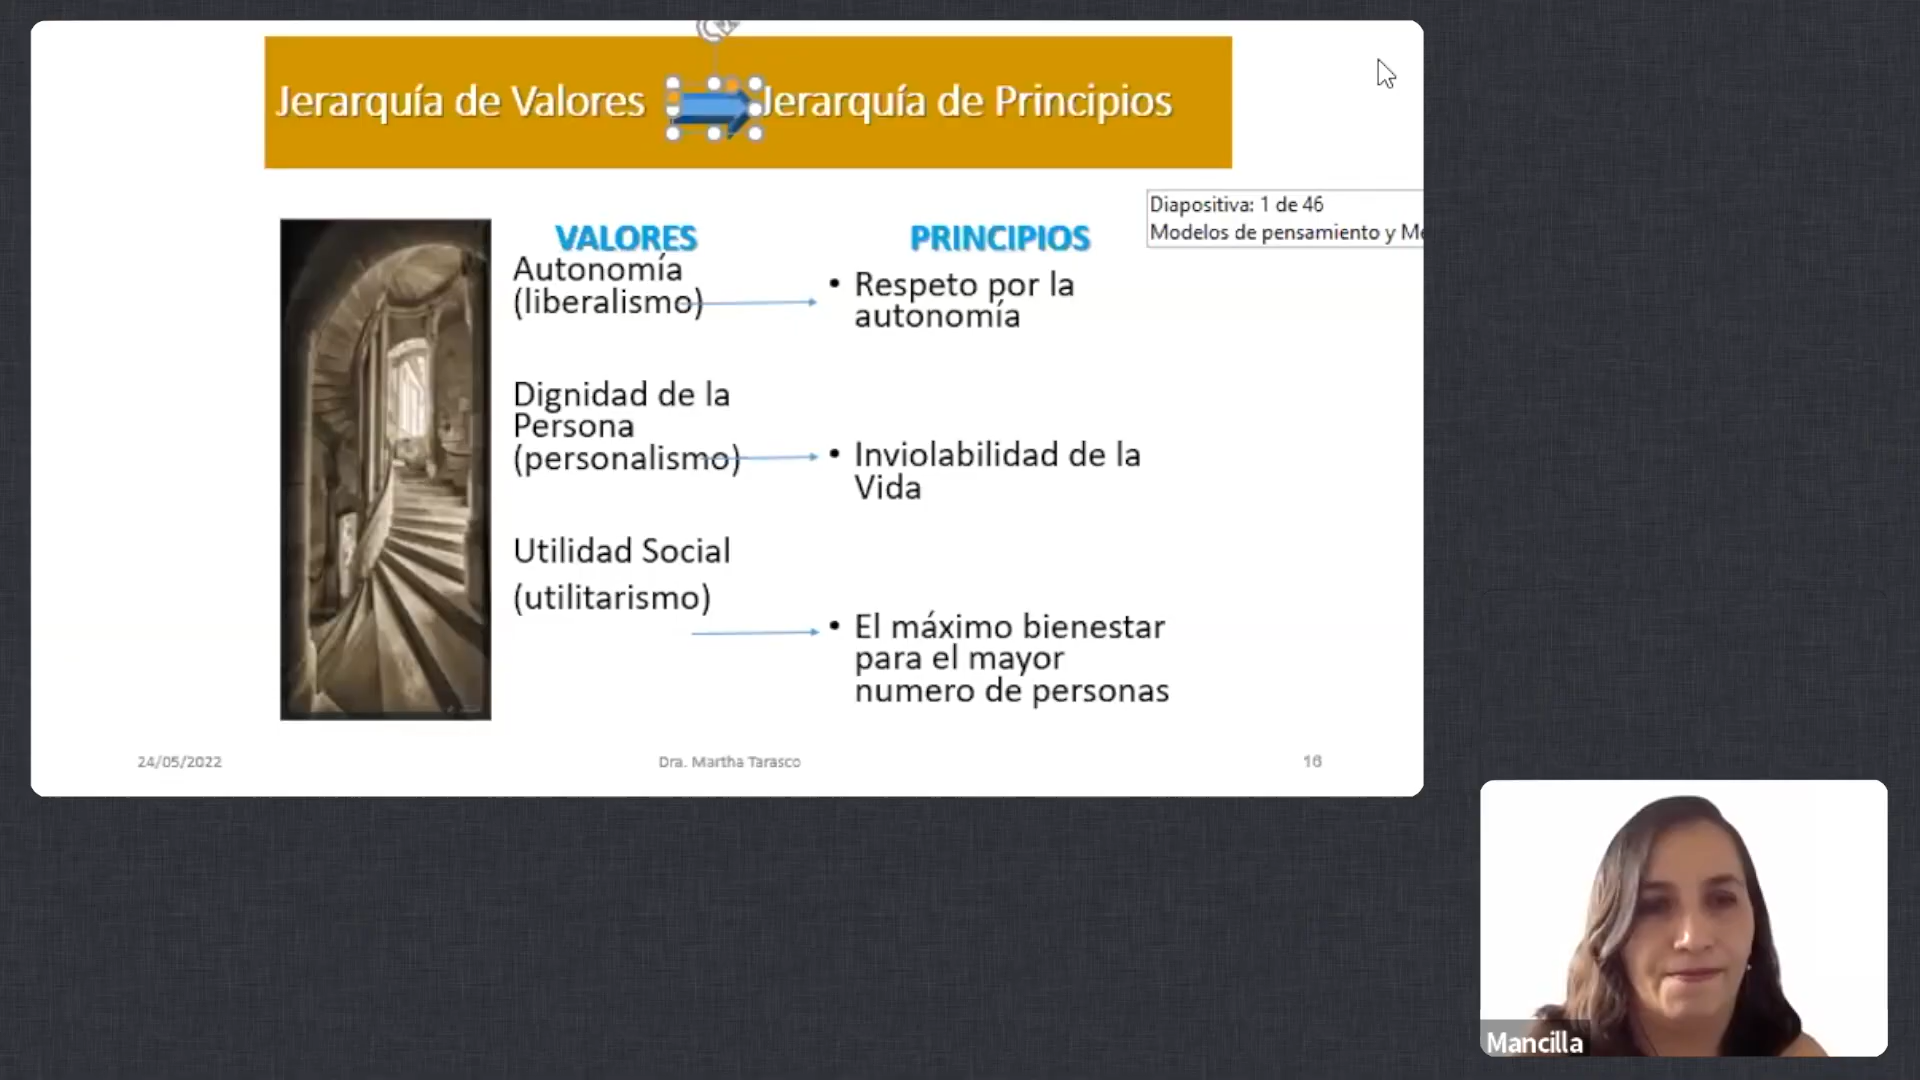 Jerarquía de Valores Jerarquía de Principios
Diapositiva: 1 de 46
Modelos de pensamiento y
VALORES
Autonomía
(liberalismo)
Dignidad de la
Persona
(personalismo)
Utilidad Social
(utilitarismo)
PRINCIPIOS
• Respeto por la
autonomía
• Inviolabilidad de la
Vida
• El máximo bienestar
para el mayor
numero de personas
24/05/2022
Dra. Martha Tarasco
16
Mancilla